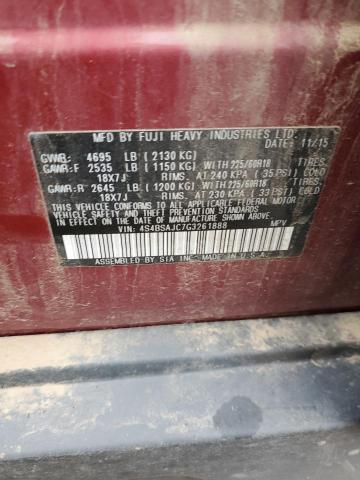 MFD. BY FUJI HEAVY INDUSTRIES LTD.
DATE 11/15
GVWR: 4695 LB (2130 KG)
GAWR:F 2535 LB (1150 KG) WITH 225/60R18 TIRES
18X7J RIMS, AT 240 KPA (35 PSI) COLD
GAWR:R 2645 LB (1200 KG) WITH 225/60R18 TIRES
18X7J RIMS, AT 230 KPA (33 PSI) COLD
THIS VEHICLE CONFORMS TO ALL APPLICABLE
FEDERAL MOTOR VEHICLE SAFETY AND THEFT PREVENTION STANDARDS
IN EFFECT ON THE DATE OF MANUFACTURE SHOWN ABOVE.
VIN: 4S4BSAJC7G3261888 MPV
ASSEMBLED BY SIA INC. MADE IN U.S.A.